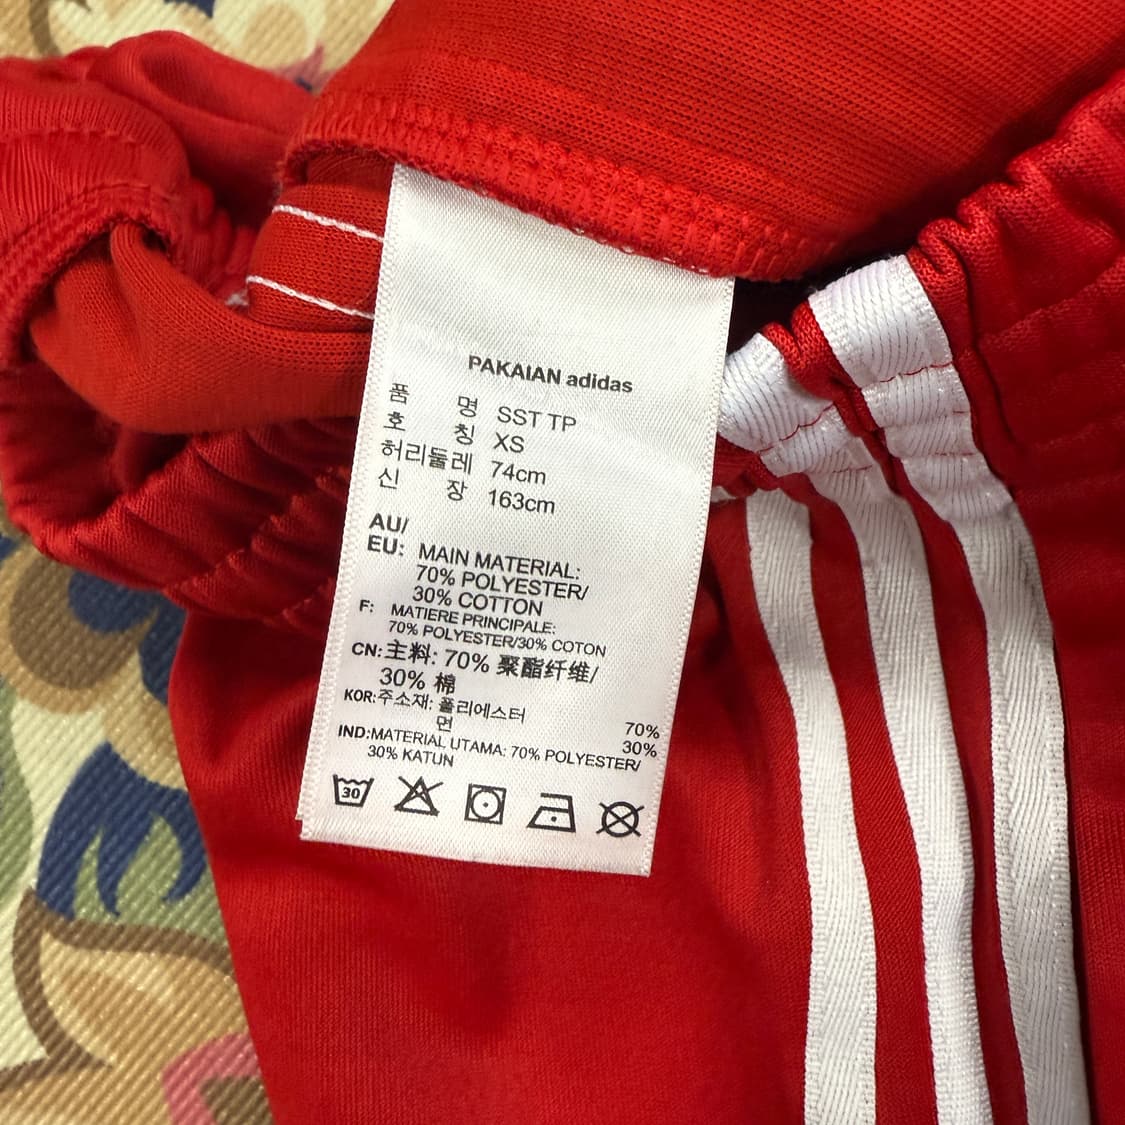 PAKAIAN adidas
품 명 SST TP
호 칭 XS
허리둘레 74cm
신 장 163cm
AU/
EU: MAIN MATERIAL:
70% POLYESTER/
30% COTTON
F: MATIERE PRINCIPALE:
70% POLYESTER/30% COTON
CN: 主料: 70% 聚酯纤维/
30% 棉
KOR: 주소재: 폴리에스터 70%
면 30%
IND: MATERIAL UTAMA: 70% POLYESTER/
30% KATUN
30